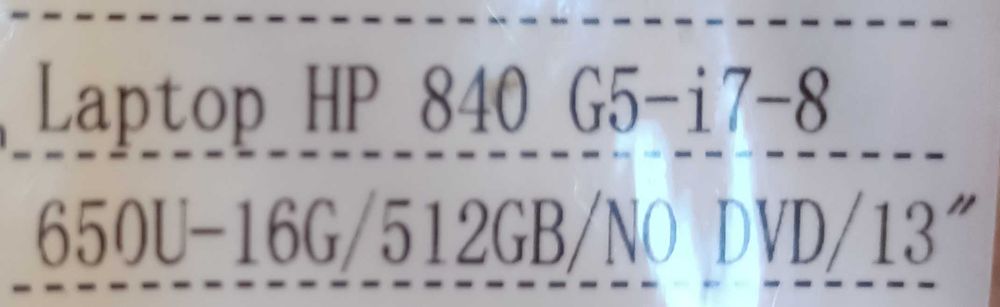 Laptop HP 840 G5-i7-8
650U-16G/512GB/NO DVD/13″